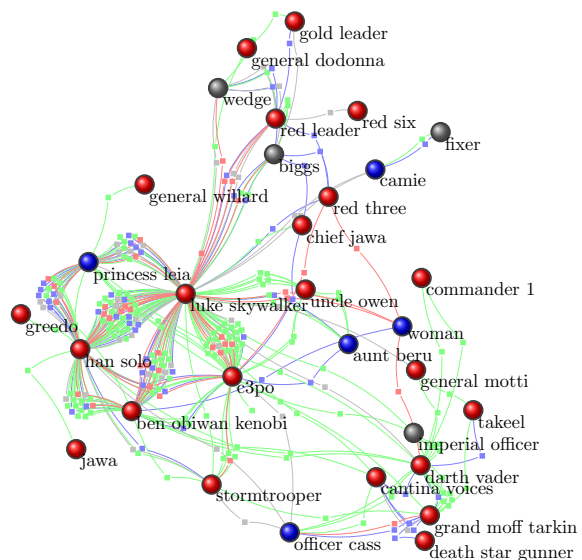 gold leader
general dodonna
wedge
red leader
red six
fixer
biggs
camie
general willard
red three
chief jawa
princess leia
commander 1
luke skywalker
uncle owen
greedo
woman
han solo
aunt beru
general motti
c3po
ben obiwan kenobi
takeel
imperial officer
jawa
darth vader
cantina voices
stormtrooper
grand moff tarkin
officer cass
death star gunner